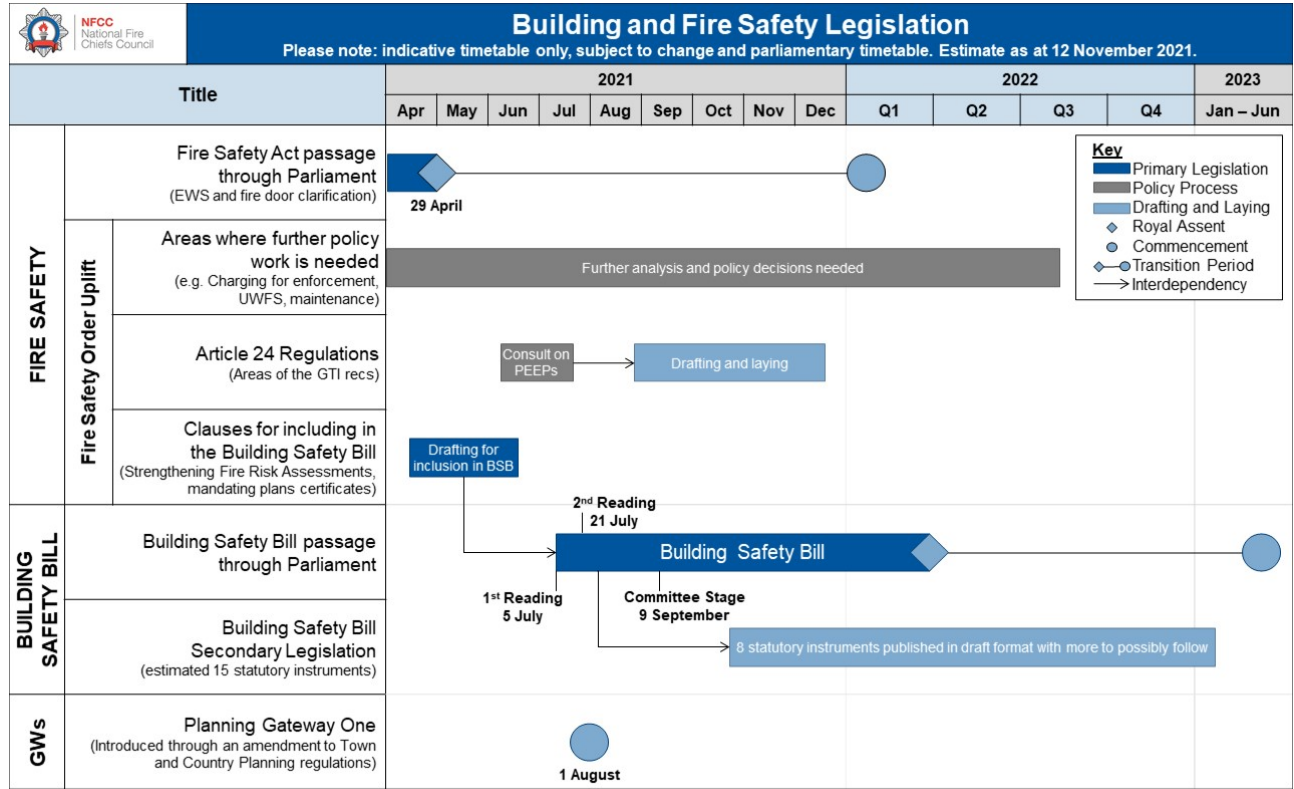 NFCC
National Fire
Chiefs Council
Building and Fire Safety Legislation
Please note: indicative timetable only, subject to change and parliamentary timetable. Estimate as at 12 November 2021.
Title
2021
2022
2023
Apr
May
Jun
Jul
Aug
Sep
Oct
Nov
Dec
Q1
Q2
Q3
Q4
Jan – Jun
Key
Primary Legislation
Policy Process
Drafting and Laying
Royal Assent
Commencement
Transition Period
Interdependency
FIRE SAFETY
Fire Safety Act passage
through Parliament
(EWS and fire door clarification)
29 April
Fire Safety Order Uplift
Areas where further policy
work is needed
(e.g. Charging for enforcement,
UWFS, maintenance)
Further analysis and policy decisions needed
Article 24 Regulations
(Areas of the GTI recs)
Consult on
PEEPs
Drafting and laying
Clauses for including in
the Building Safety Bill
(Strengthening Fire Risk Assessments,
mandating plans certificates)
Drafting for
inclusion in BSB
BUILDING
SAFETY BILL
Building Safety Bill passage
through Parliament
2nd Reading
21 July
Building Safety Bill
1st Reading
5 July
Committee Stage
9 September
Building Safety Bill
Secondary Legislation
(estimated 15 statutory instruments)
8 statutory instruments published in draft format with more to possibly follow
GWs
Planning Gateway One
(Introduced through an amendment to Town
and Country Planning regulations)
1 August